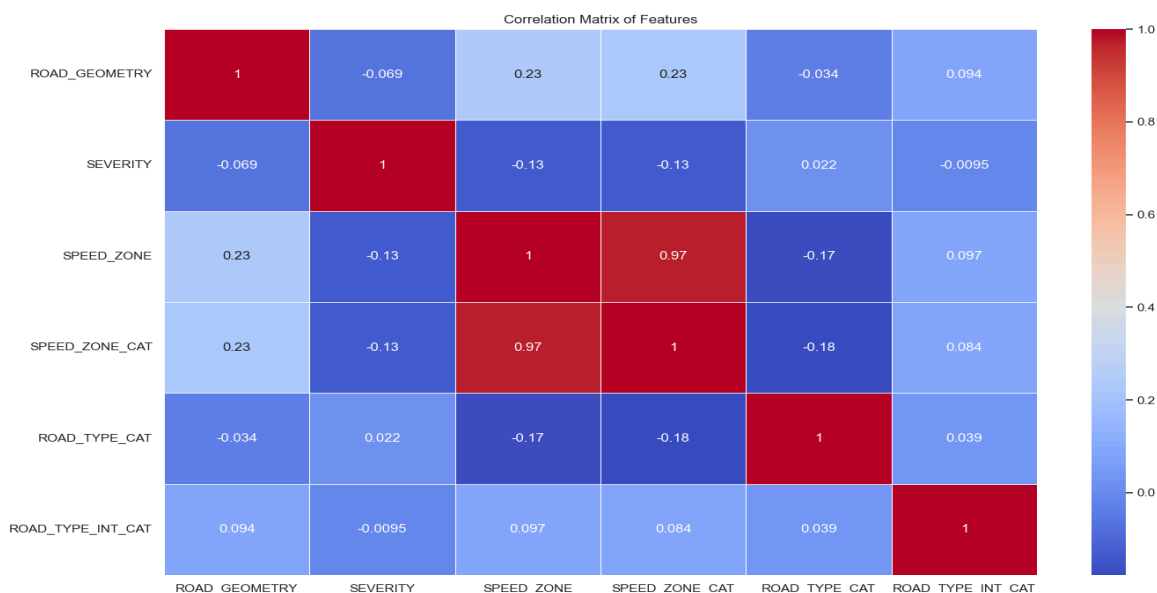 Correlation Matrix of Features
ROAD_GEOMETRY 1 -0.069 0.23 0.23 -0.034 0.094
SEVERITY -0.069 1 -0.13 -0.13 0.022 -0.0095
SPEED_ZONE 0.23 -0.13 1 0.97 -0.17 0.097
SPEED_ZONE_CAT 0.23 -0.13 0.97 1 -0.18 0.084
ROAD_TYPE_CAT -0.034 0.022 -0.17 -0.18 1 0.039
ROAD_TYPE_INT_CAT 0.094 -0.0095 0.097 0.084 0.039 1
ROAD_GEOMETRY SEVERITY SPEED_ZONE SPEED_ZONE_CAT ROAD_TYPE_CAT ROAD_TYPE_INT_CAT
1.0
0.8
0.6
0.4
0.2
0.0